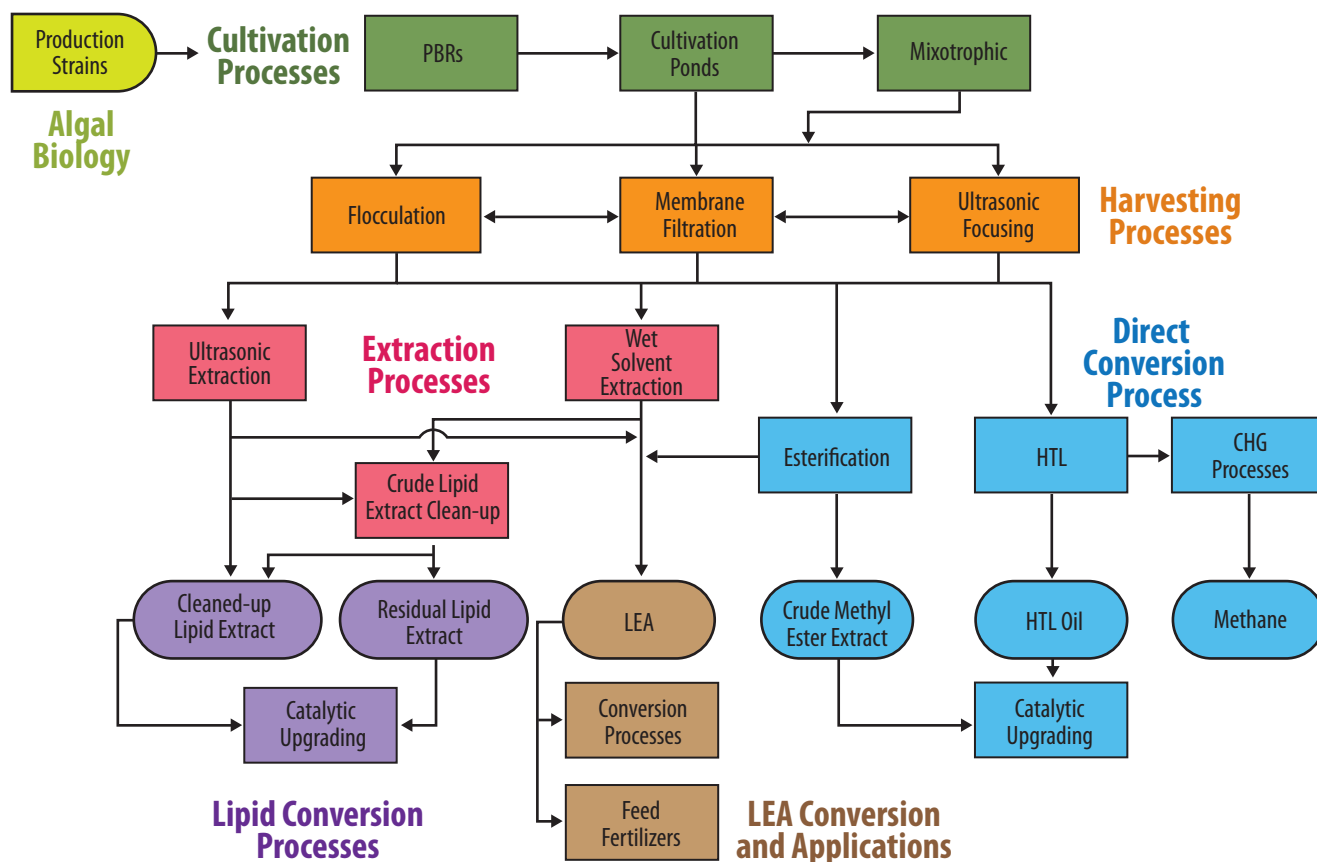 Production
Strains
Cultivation
Processes
PBRs
Cultivation
Ponds
Mixotrophic
Algal
Biology
Flocculation
Membrane
Filtration
Ultrasonic
Focusing
Harvesting
Processes
Ultrasonic
Extraction
Extraction
Processes
Wet
Solvent
Extraction
Direct
Conversion
Process
Crude Lipid
Extract Clean-up
Esterification
HTL
CHG
Processes
Cleaned-up
Lipid Extract
Residual Lipid
Extract
LEA
Crude Methyl
Ester Extract
HTL Oil
Methane
Catalytic
Upgrading
Conversion
Processes
Catalytic
Upgrading
Lipid Conversion
Processes
Feed
Fertilizers
LEA Conversion
and Applications